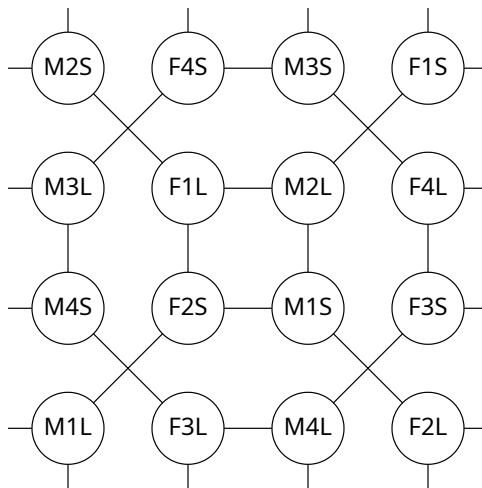 M2S F4S M3S F1S
M3L F1L M2L F4L
M4S F2S M1S F3S
M1L F3L M4L F2L